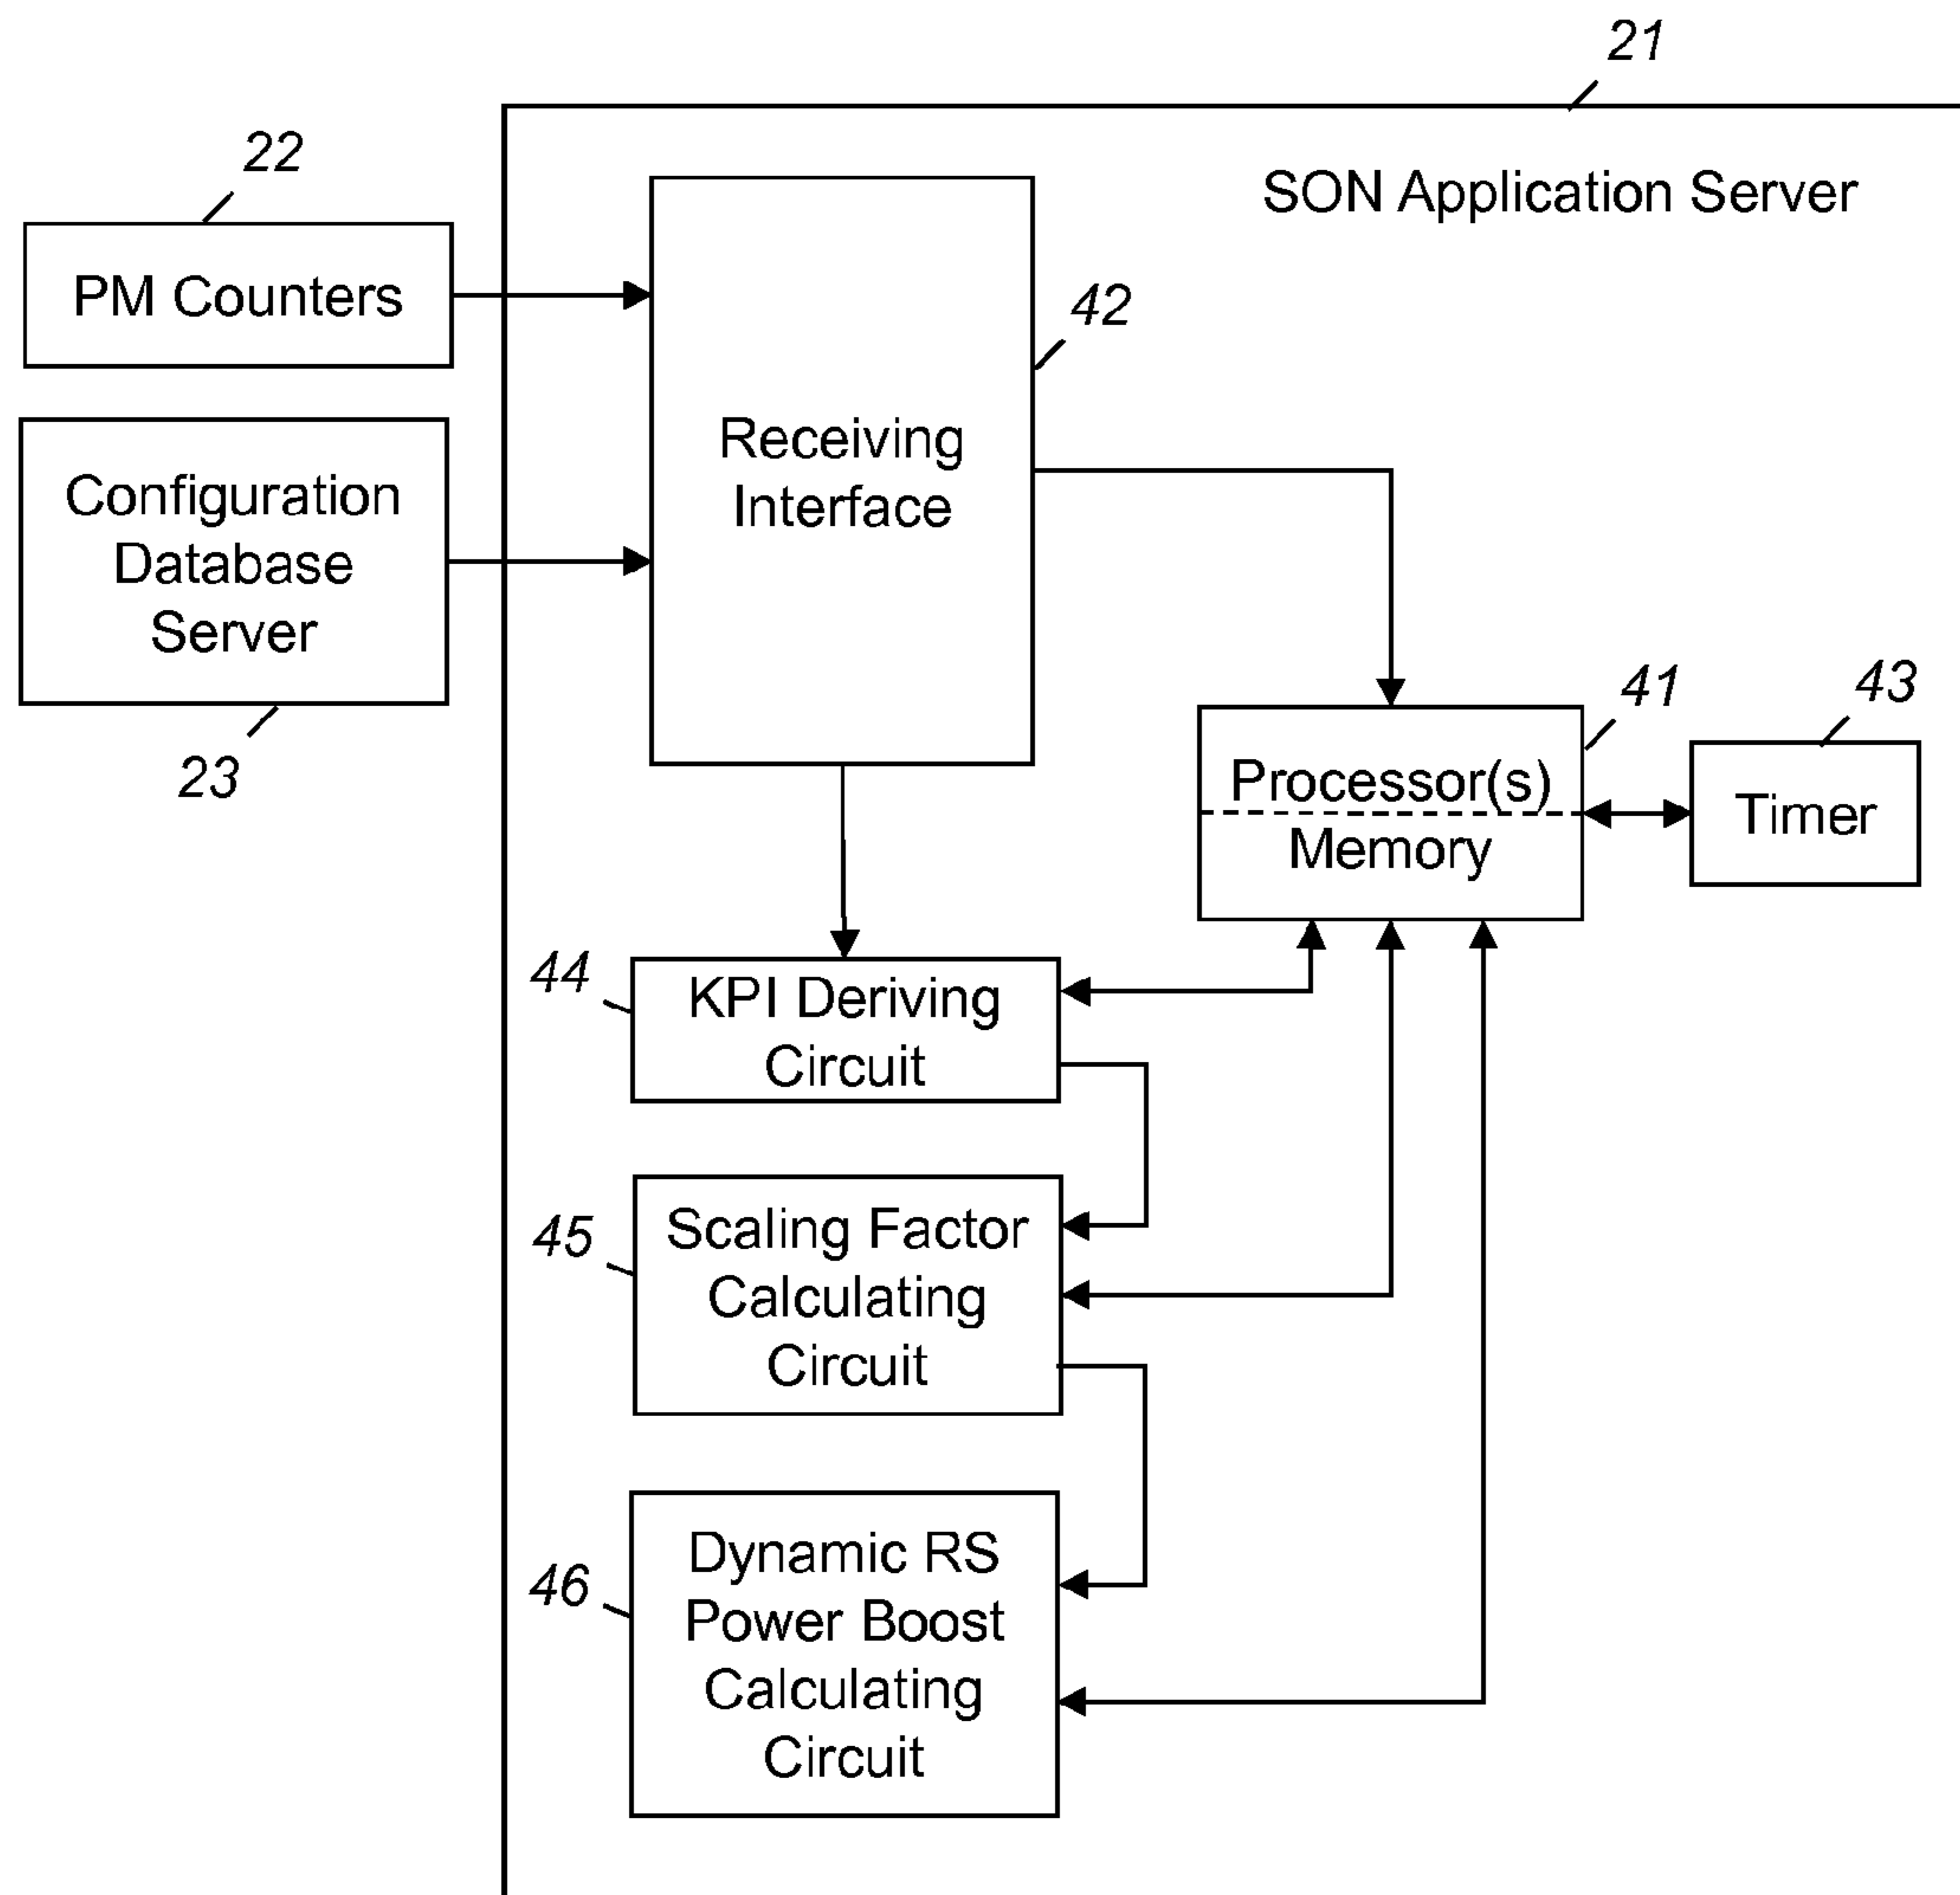 21
SON Application Server
22
PM Counters
42
Receiving
Interface
Configuration
Database
Server
23
41
43
Processor(s)
Memory
Timer
44
KPI Deriving
Circuit
45
Scaling Factor
Calculating
Circuit
46
Dynamic RS
Power Boost
Calculating
Circuit